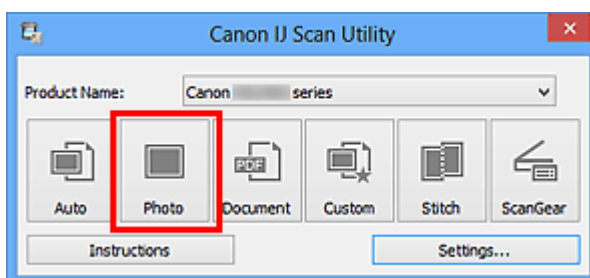 Canon IJ Scan Utility
Product Name: Canon series
Auto Photo PDF Document Custom Stitch ScanGear
Instructions Settings...